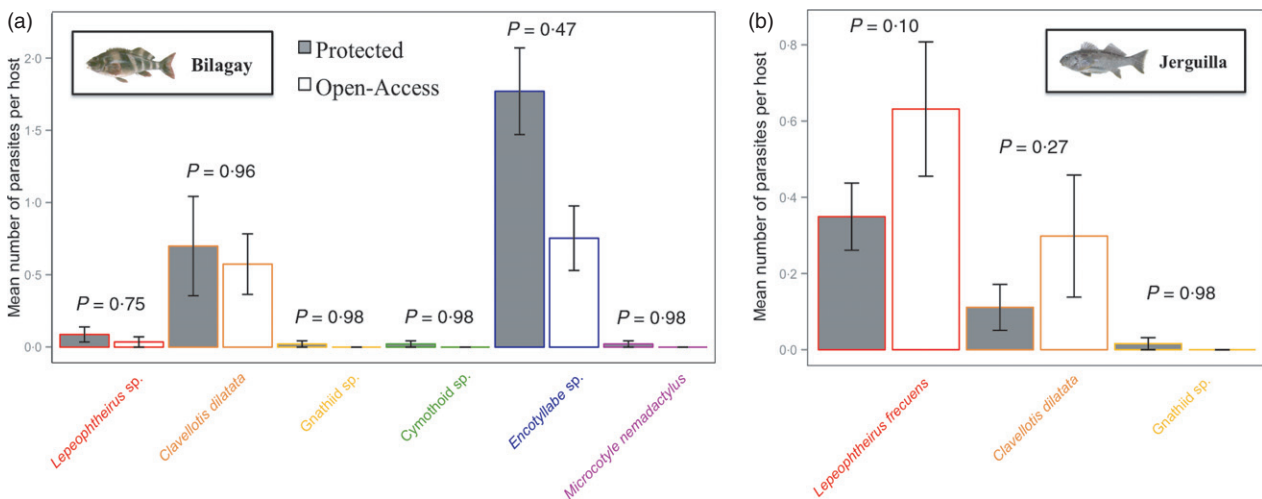 (a)
Bilagay
Protected
Open-Access
Mean number of parasites per host
2·0
1·5
1·0
0·5
0·0
P = 0·75
P = 0·96
P = 0·98
P = 0·98
P = 0·47
P = 0·98
Lepeophtheirus sp.
Clavellotis dilatata
Gnathiid sp.
Cymothoid sp.
Encotyllabe sp.
Microcotyle nemadactylus
(b)
Jerguilla
Mean number of parasites per host
0·8
0·6
0·4
0·2
0·0
P = 0·10
P = 0·27
P = 0·98
Lepeophtheirus frecuens
Clavellotis dilatata
Gnathiid sp.